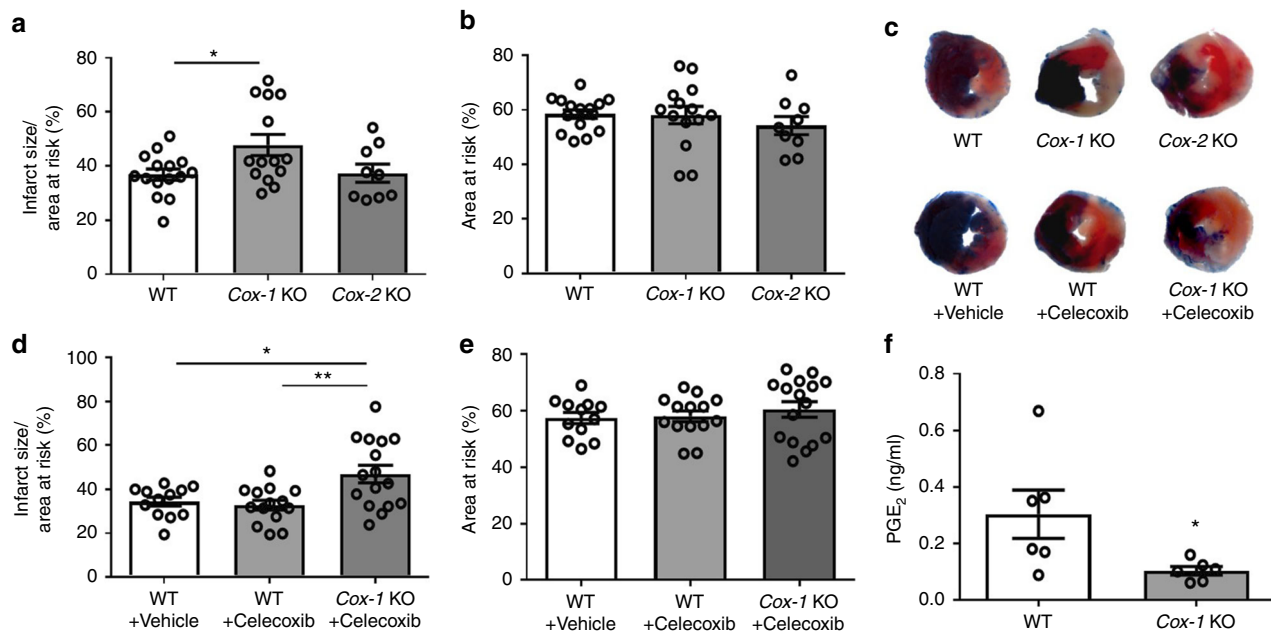 a
Infarct size/
area at risk (%)
80
60
40
20
0
*
WT
Cox-1 KO
Cox-2 KO
b
Area at risk (%)
80
60
40
20
0
WT
Cox-1 KO
Cox-2 KO
c
WT
Cox-1 KO
Cox-2 KO
WT
+Vehicle
WT
+Celecoxib
Cox-1 KO
+Celecoxib
d
Infarct size/
area at risk (%)
100
80
60
40
20
0
*
**
WT
+Vehicle
WT
+Celecoxib
Cox-1 KO
+Celecoxib
e
Area at risk (%)
80
60
40
20
0
WT
+Vehicle
WT
+Celecoxib
Cox-1 KO
+Celecoxib
f
PGE2 (ng/ml)
0.8
0.6
0.4
0.2
0.0
*
WT
Cox-1 KO